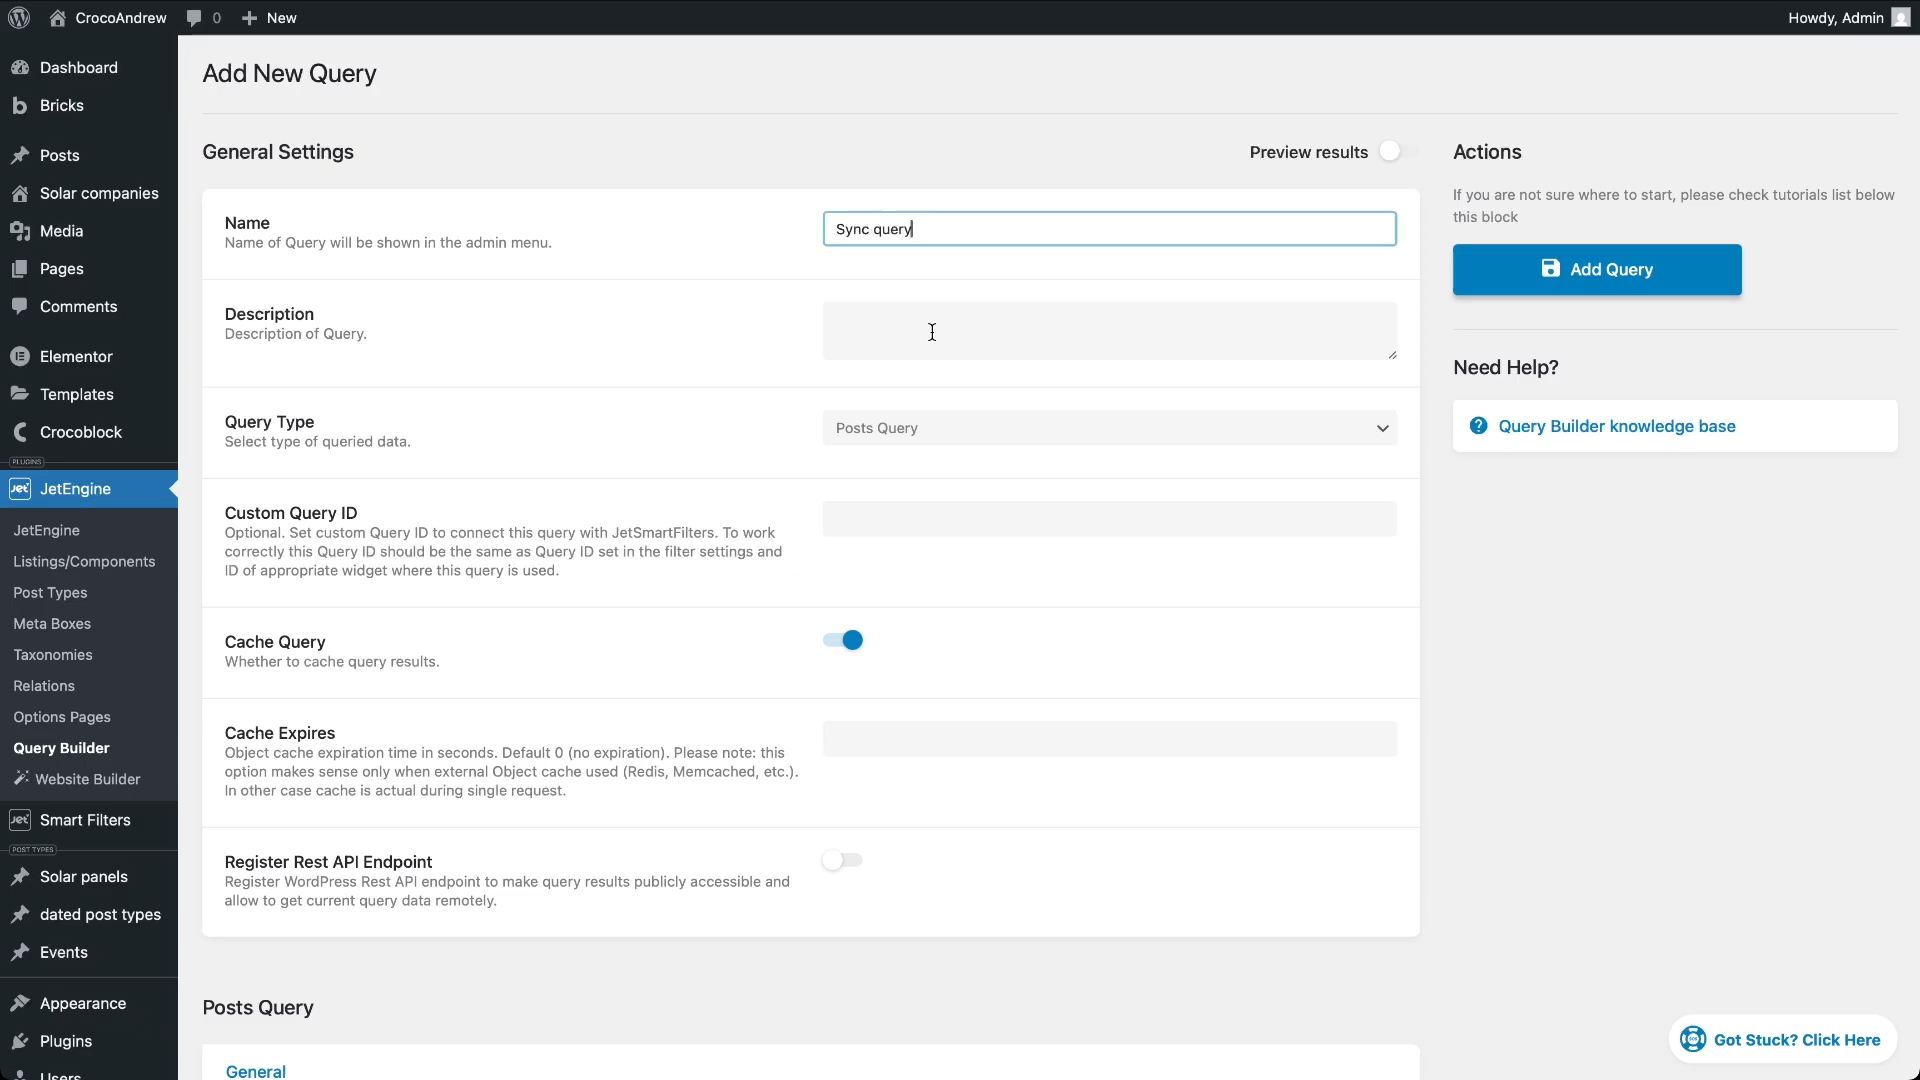 CrocoAndrew
0
New
Howdy, Admin
Dashboard
Bricks
Posts
Solar companies
Media
Pages
Comments
Elementor
Templates
Crocoblock
PLUGINS
JetEngine
JetEngine
Listings/Components
Post Types
Meta Boxes
Taxonomies
Relations
Options Pages
Query Builder
Website Builder
Smart Filters
POST TYPES
Solar panels
dated post types
Events
Appearance
Plugins
Users
Add New Query
General Settings
Preview results
Name
Name of Query will be shown in the admin menu.
Sync query
Description
Description of Query.
Query Type
Select type of queried data.
Posts Query
Custom Query ID
Optional. Set custom Query ID to connect this query with JetSmartFilters. To work
correctly this Query ID should be the same as Query ID set in the filter settings and
ID of appropriate widget where this query is used.
Cache Query
Whether to cache query results.
Cache Expires
Object cache expiration time in seconds. Default 0 (no expiration). Please note: this
option makes sense only when external Object cache used (Redis, Memcached, etc.).
In other case cache is actual during single request.
Register Rest API Endpoint
Register WordPress Rest API endpoint to make query results publicly accessible and
allow to get current query data remotely.
Posts Query
General
Actions
If you are not sure where to start, please check tutorials list below
this block
Add Query
Need Help?
Query Builder knowledge base
Got Stuck? Click Here